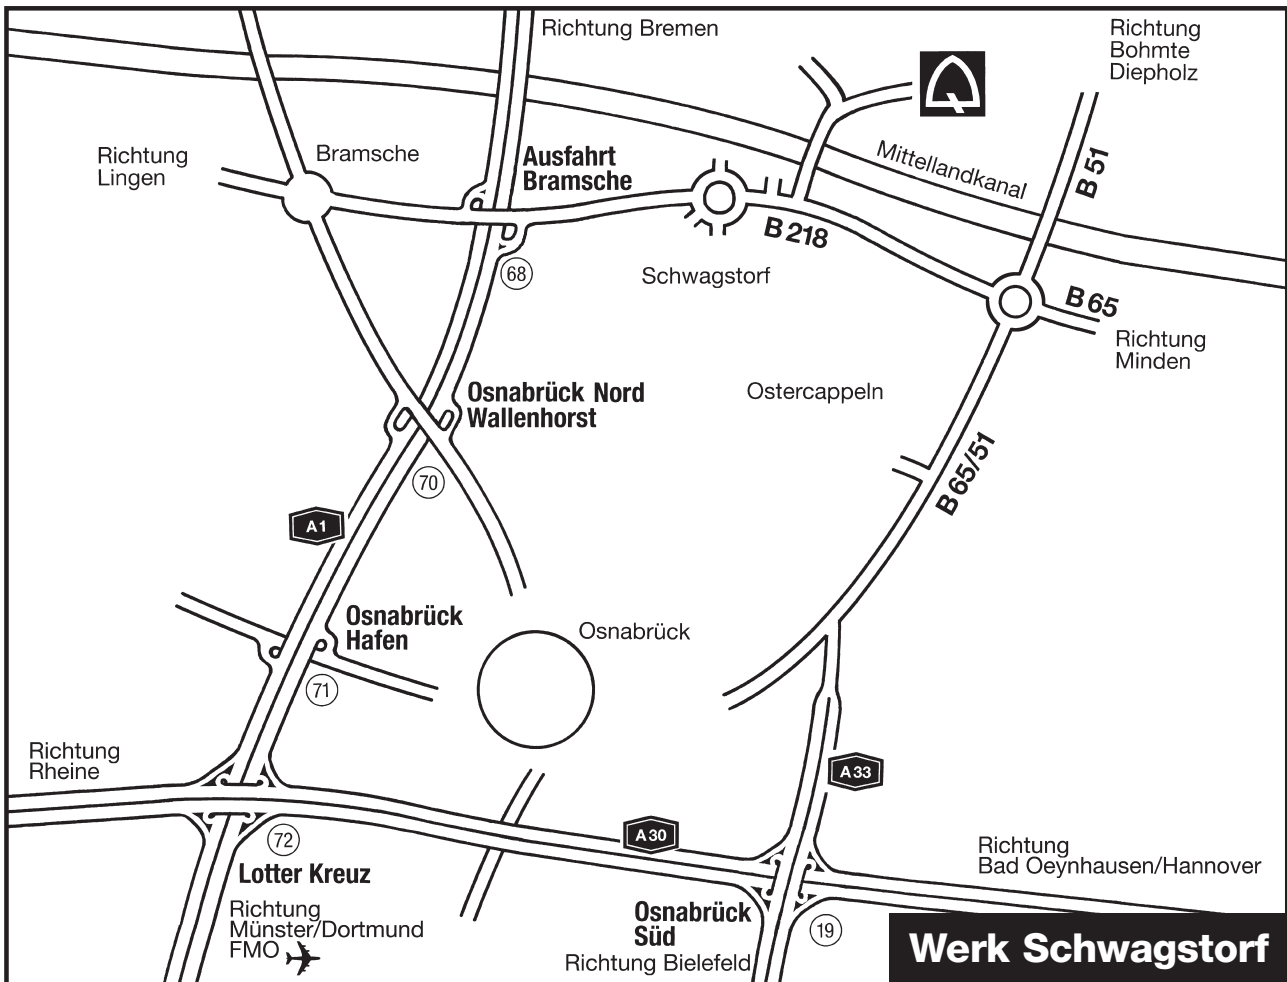 Richtung Bremen
Richtung
Bohmte
Diepholz
Richtung
Lingen
Bramsche
Ausfahrt
Bramsche
Mittellandkanal
B 51
B 218
68
Schwagstorf
B 65
Richtung
Minden
Osnabrück Nord
Wallenhorst
Ostercappeln
70
B 65/51
A1
Osnabrück
Hafen
Osnabrück
71
Richtung
Rheine
A 33
A 30
72
Lotter Kreuz
Richtung
Bad Oeynhausen/Hannover
Richtung
Münster/Dortmund
FMO
Osnabrück
Süd
19
Richtung Bielefeld
Werk Schwagstorf